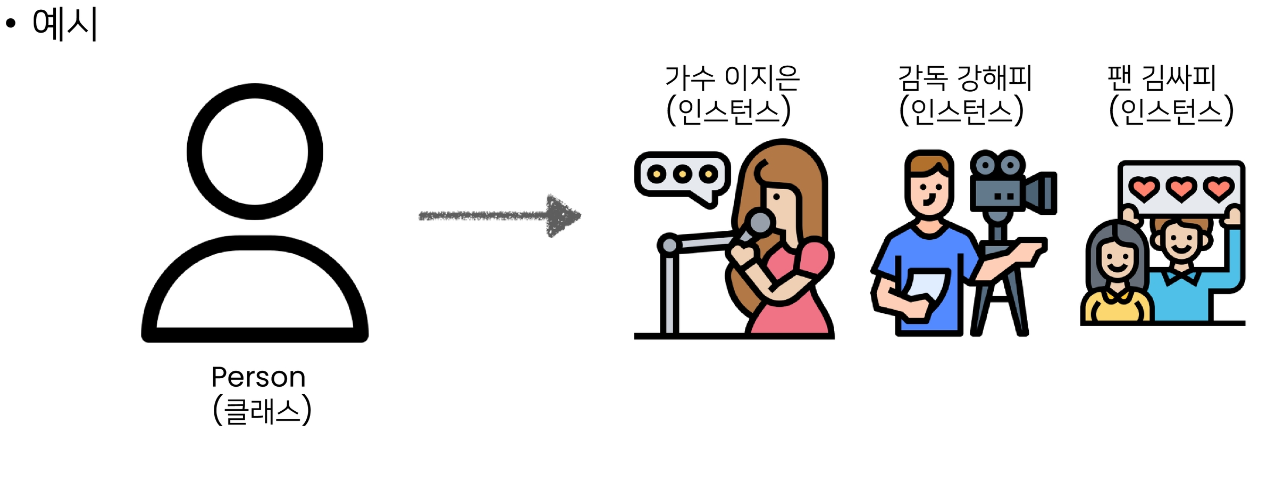 • 예시
가수 이지은
(인스턴스)
감독 강해피
(인스턴스)
팬 김싸피
(인스턴스)
Person
(클래스)